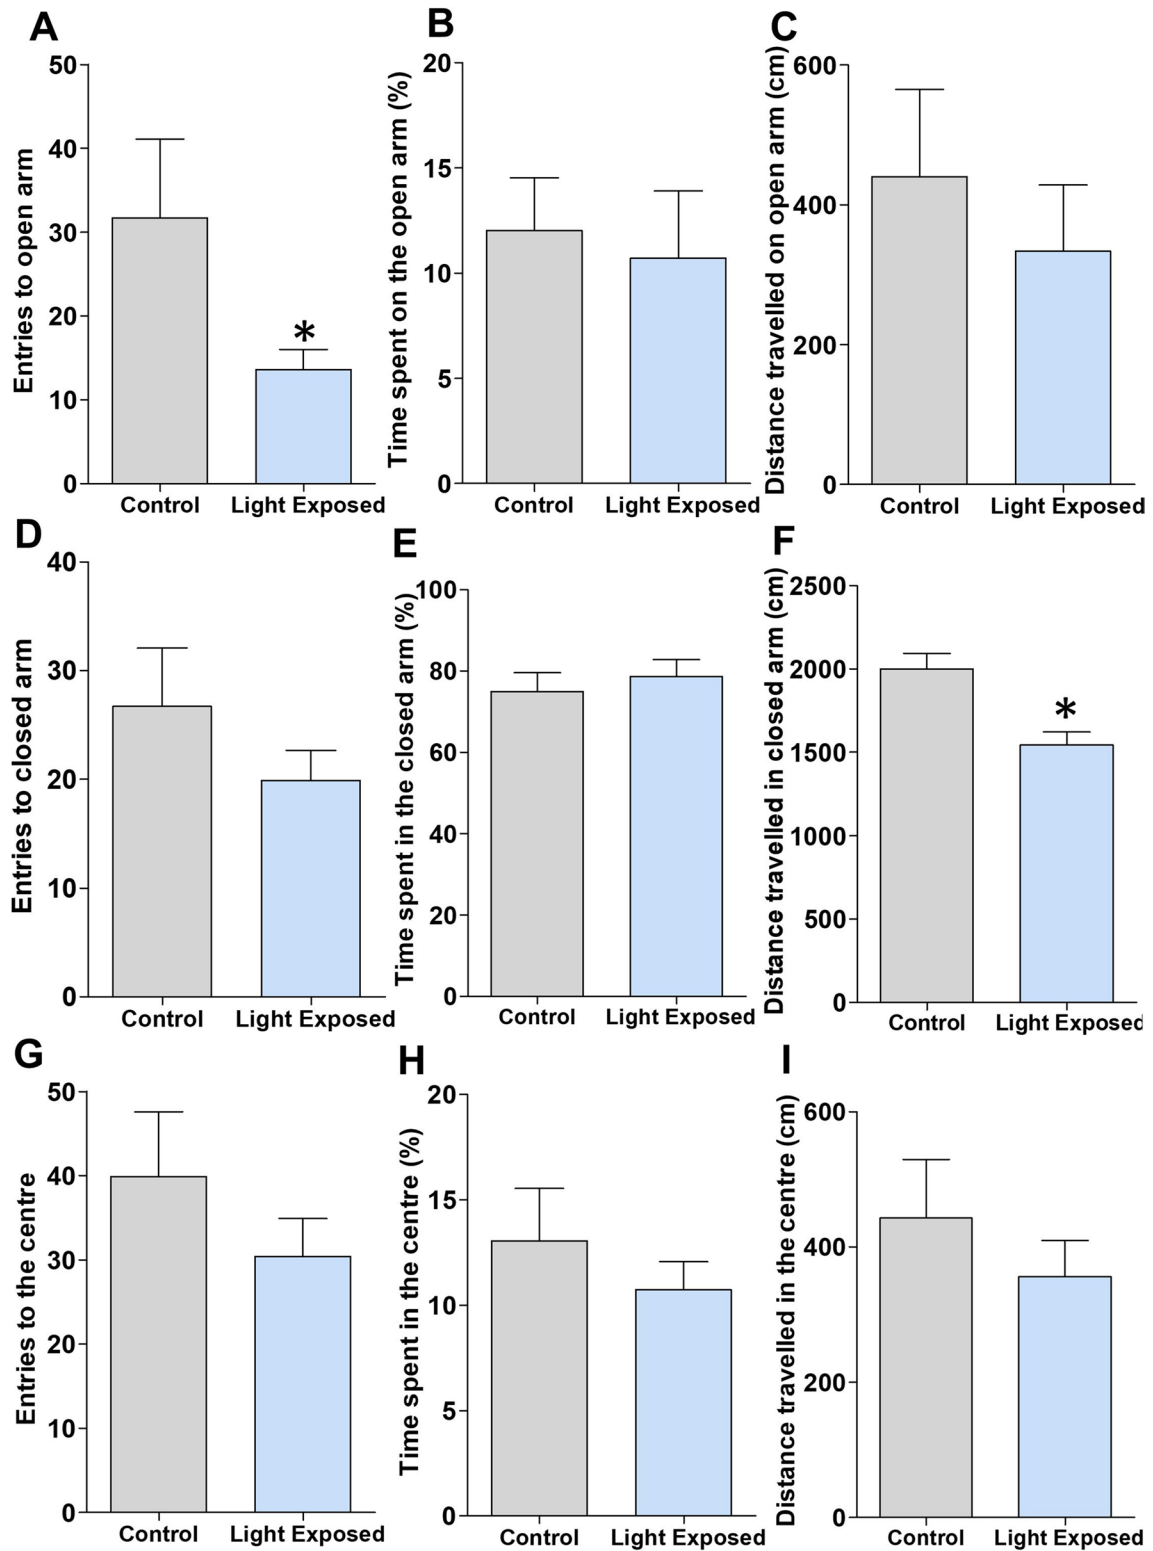 A
Entries to open arm
50
40
30
20
10
0
*
Control Light Exposed
B
Time spent on the open arm (%)
20
15
10
5
0
Control Light Exposed
C
Distance travelled on open arm (cm)
600
400
200
0
Control Light Exposed
D
Entries to closed arm
40
30
20
10
0
Control Light Exposed
E
Time spent in the closed arm (%)
100
80
60
40
20
0
Control Light Exposed
F
Distance travelled in closed arm (cm)
2500
2000
1500
1000
500
0
*
Control Light Exposed
G
Entries to the centre
50
40
30
20
10
0
Control Light Exposed
H
Time spent in the centre (%)
20
15
10
5
0
Control Light Exposed
I
Distance travelled in the centre (cm)
600
400
200
0
Control Light Exposed